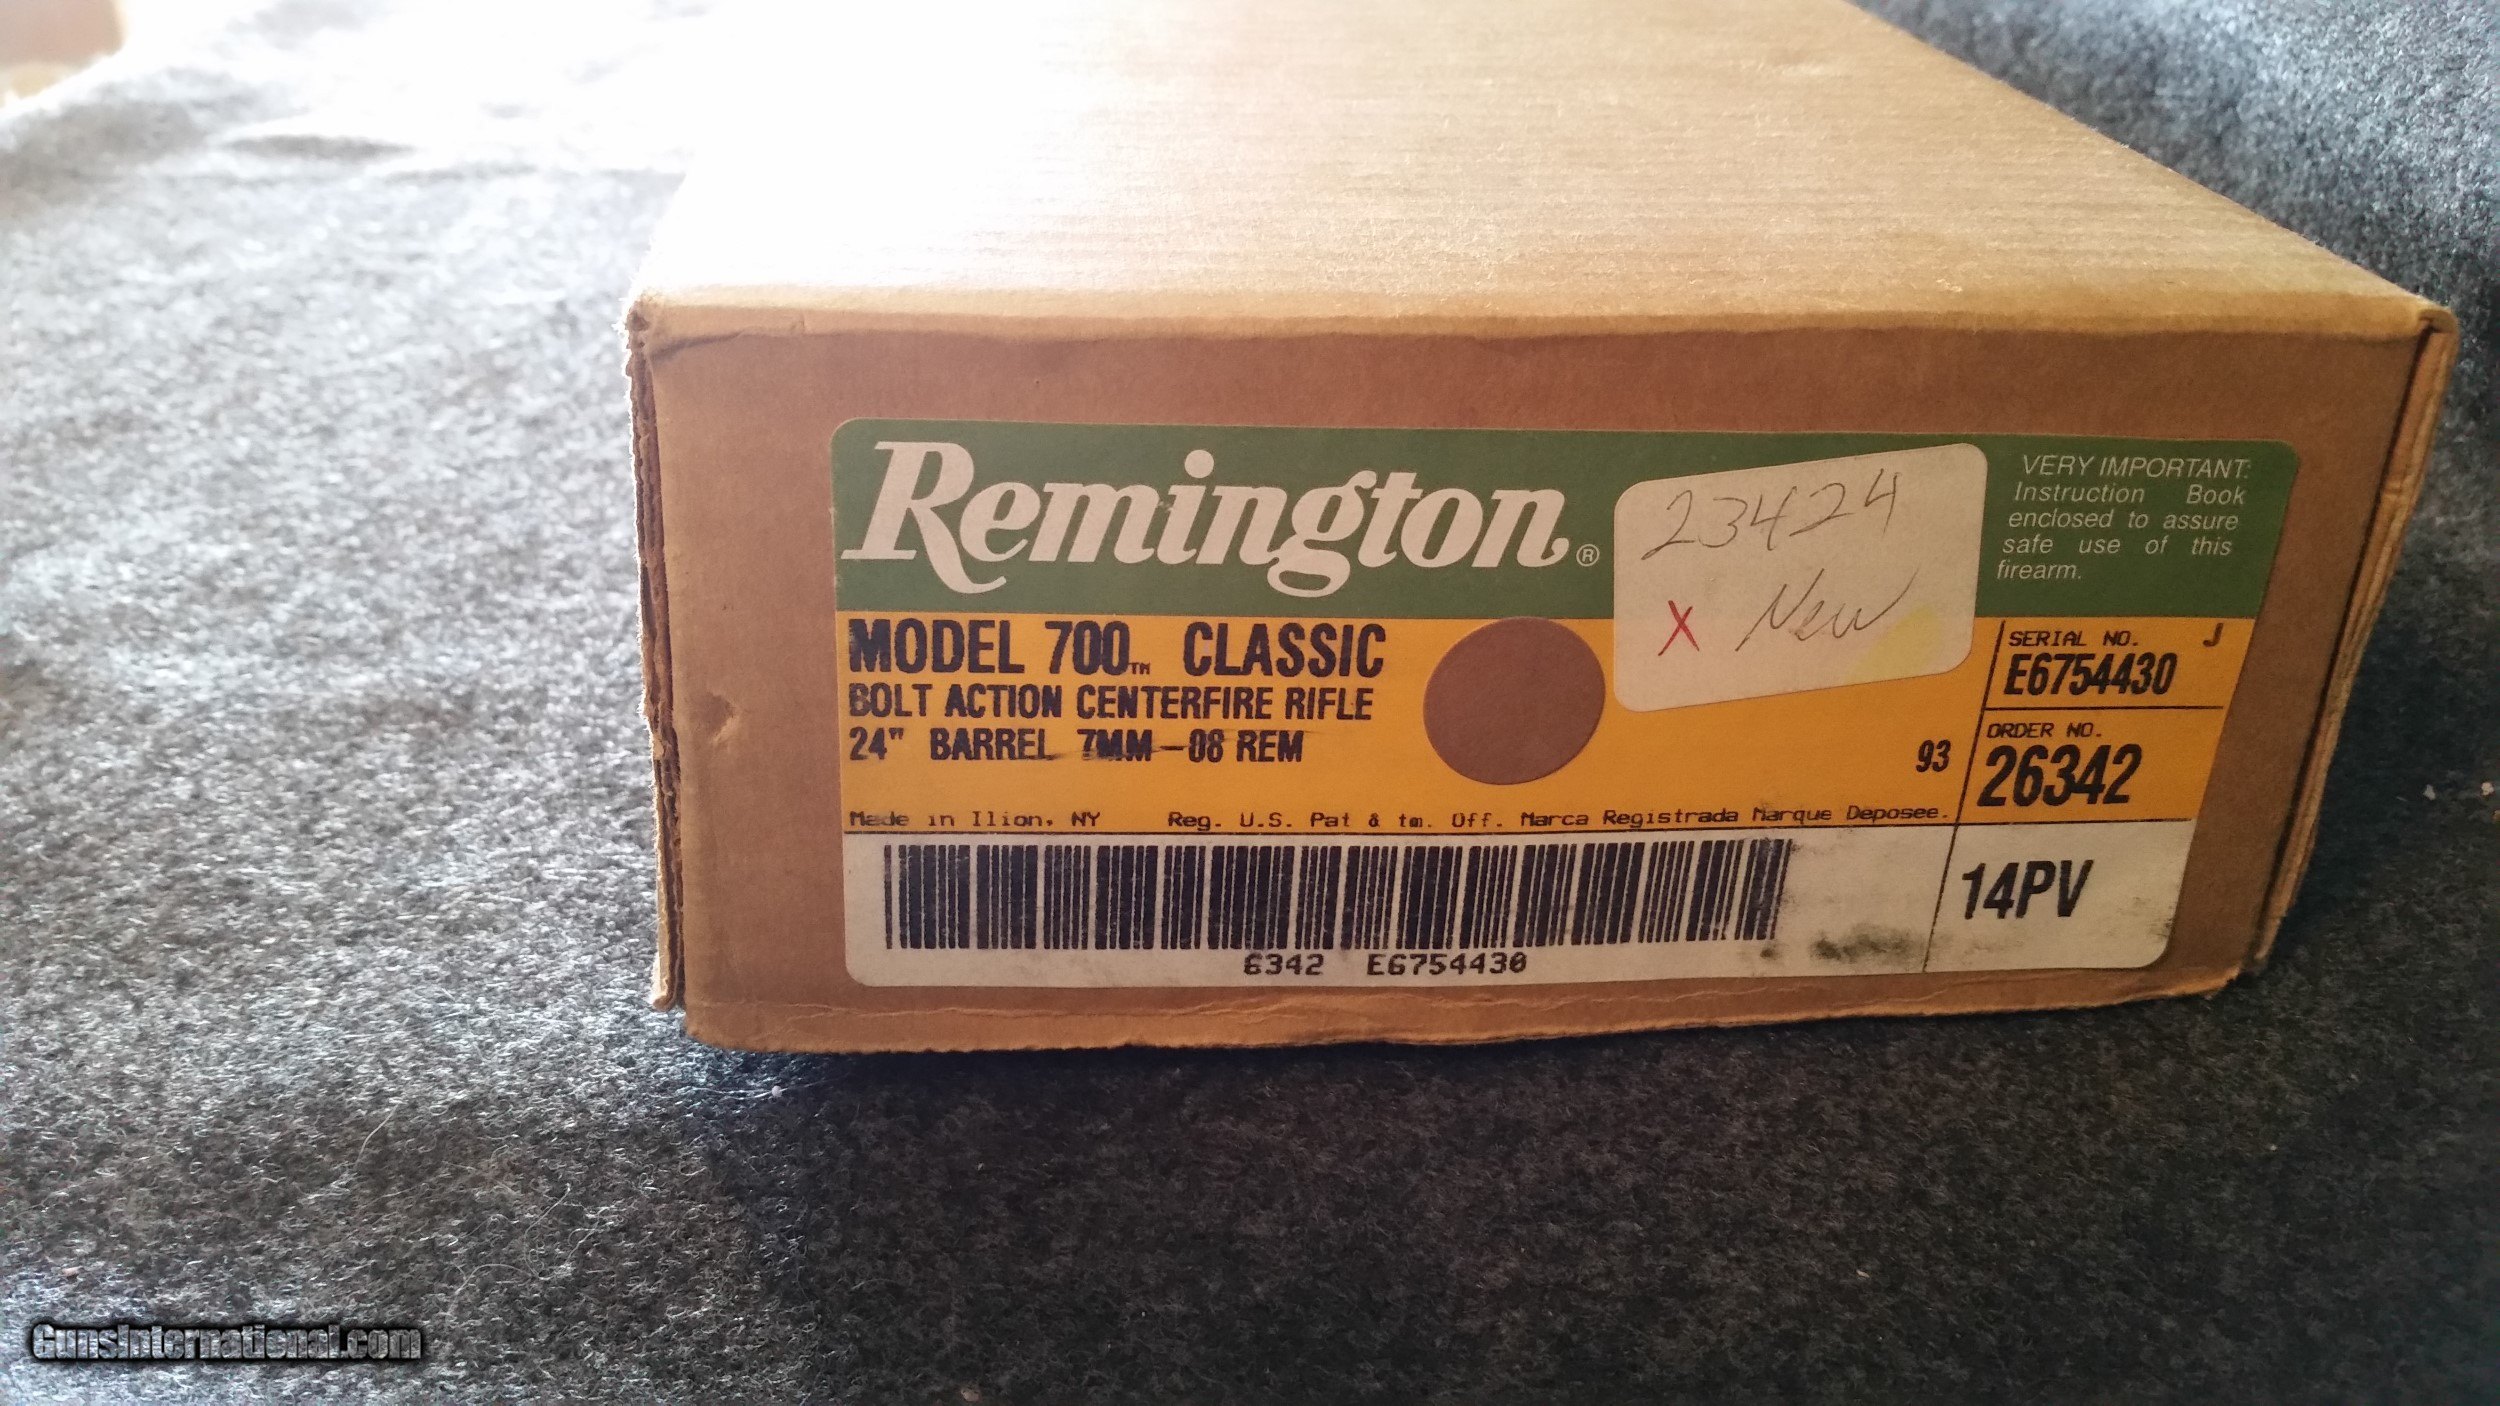 Remington®
23424
X New
VERY IMPORTANT:
Instruction Book
enclosed to assure
safe use of this
firearm.
MODEL 700™ CLASSIC
BOLT ACTION CENTERFIRE RIFLE
24" BARREL 7MM-08 REM
93
Made in Ilion, NY Reg. U.S. Pat & tm. Off. Marca Registrada Marque Deposee.
SERIAL NO. J
E6754430
ORDER NO.
26342
14PV
6342 E6754430
GunsInternational.com